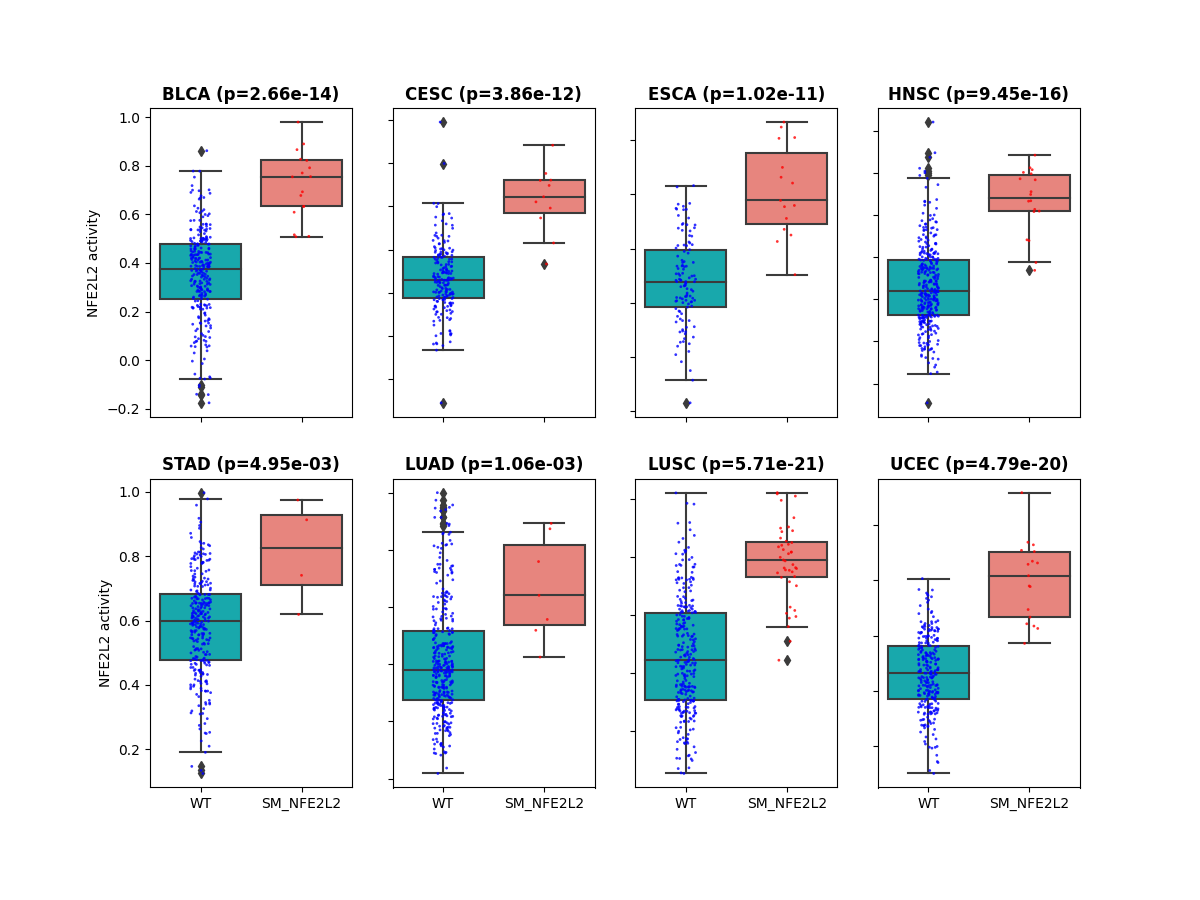 BLCA (p=2.66e-14)
CESC (p=3.86e-12)
ESCA (p=1.02e-11)
HNSC (p=9.45e-16)
NFE2L2 activity
1.0
0.8
0.6
0.4
0.2
0.0
−0.2
STAD (p=4.95e-03)
LUAD (p=1.06e-03)
LUSC (p=5.71e-21)
UCEC (p=4.79e-20)
NFE2L2 activity
1.0
0.8
0.6
0.4
0.2
WT SM_NFE2L2
WT SM_NFE2L2
WT SM_NFE2L2
WT SM_NFE2L2